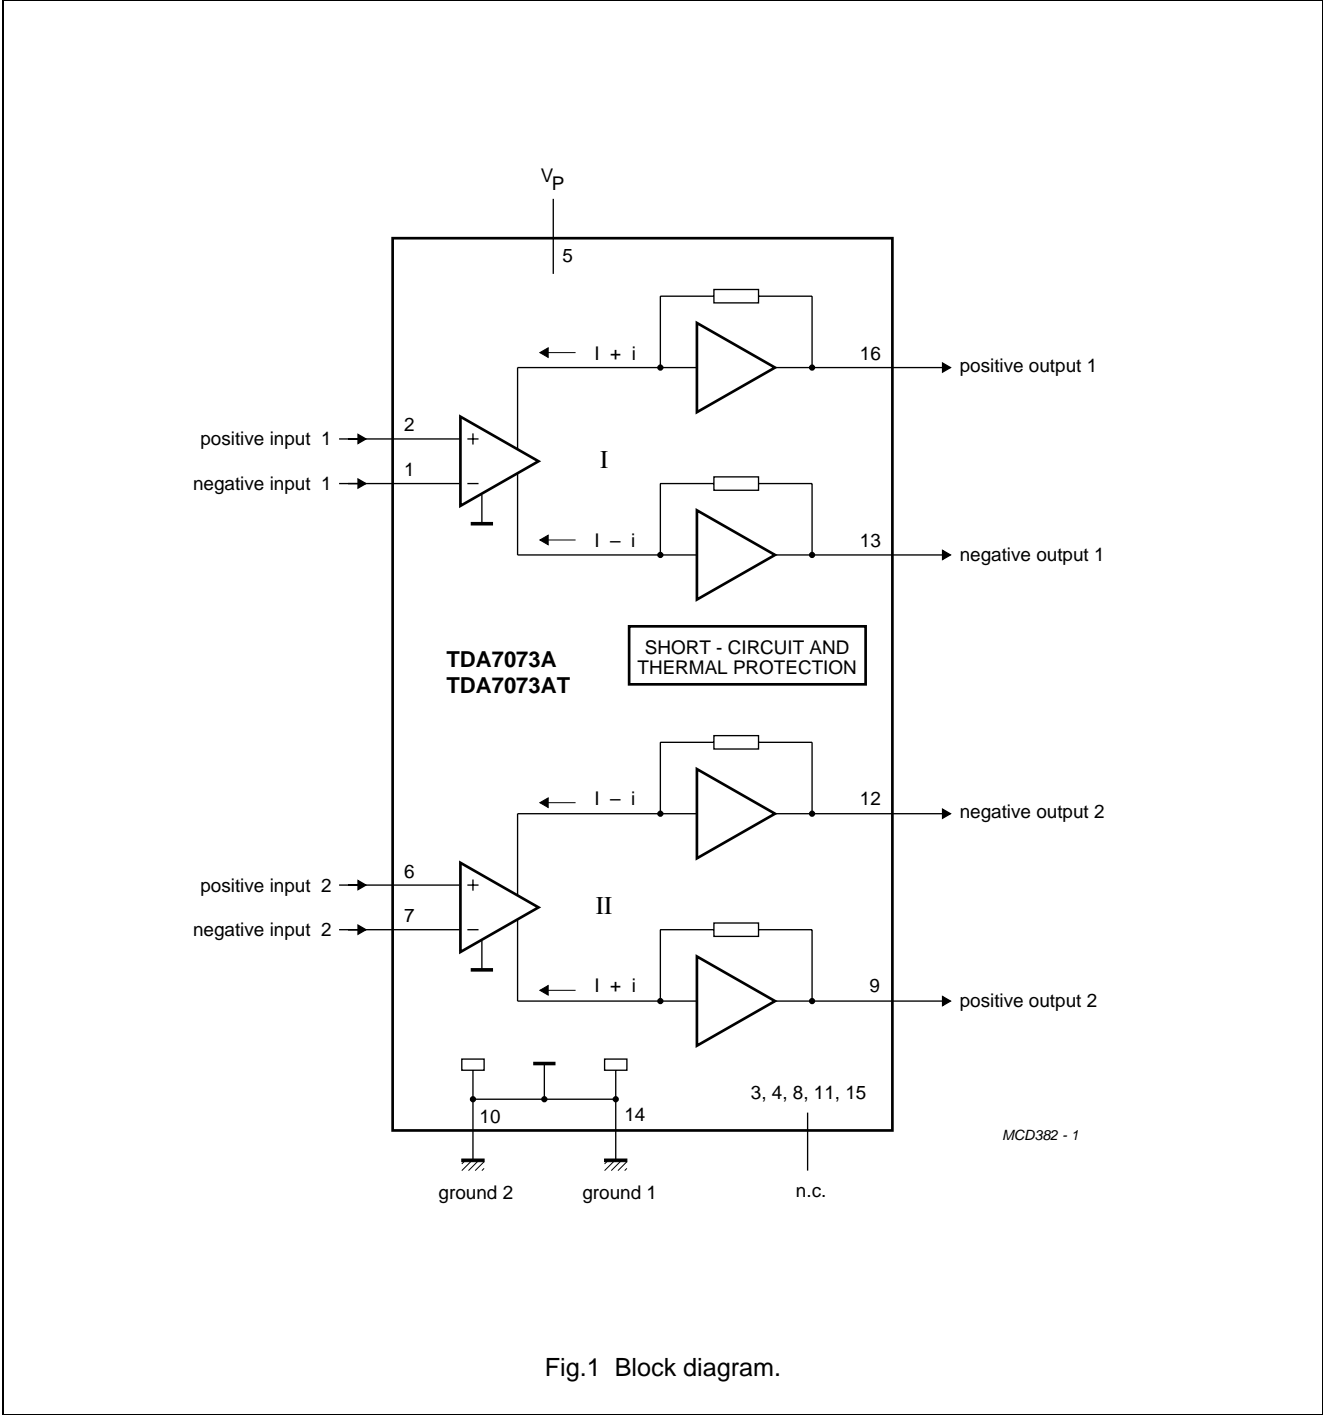 VP
5
I + i
16
positive output 1
2
positive input 1
+
I
1
negative input 1
−
I − i
13
negative output 1
TDA7073A
TDA7073AT
SHORT - CIRCUIT AND
THERMAL PROTECTION
I − i
12
negative output 2
6
positive input 2
+
II
7
negative input 2
−
I + i
9
positive output 2
3, 4, 8, 11, 15
10
14
MCD382 - 1
ground 2
ground 1
n.c.
Fig.1 Block diagram.